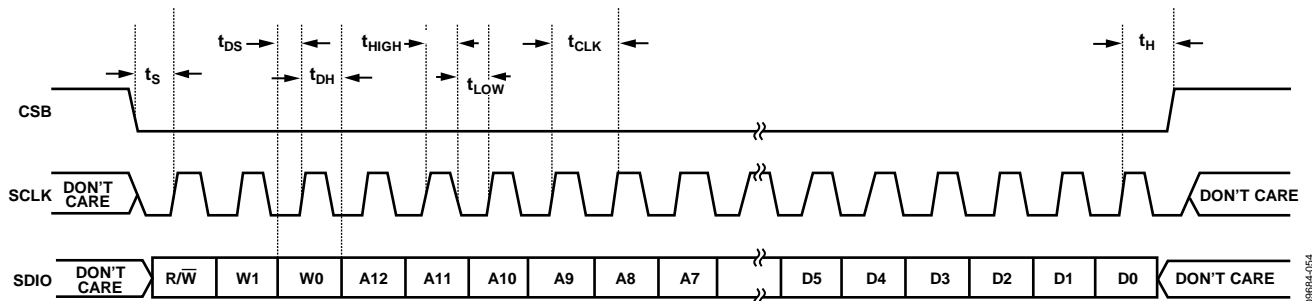 tDS
tHIGH
tCLK
tH
tS
tDH
tLOW
CSB
SCLK
DON'T CARE
DON'T CARE
SDIO
DON'T CARE
R/W̅
W1
W0
A12
A11
A10
A9
A8
A7
D5
D4
D3
D2
D1
D0
DON'T CARE